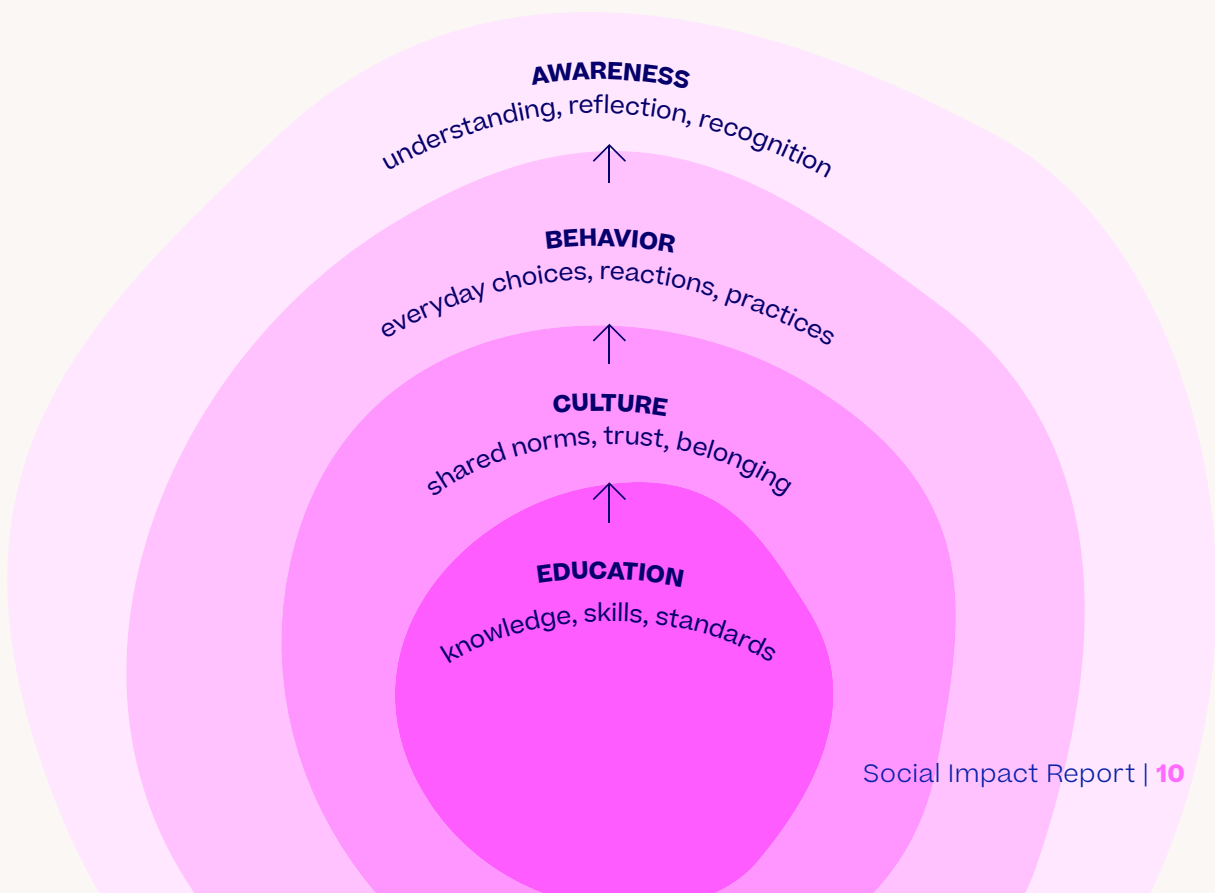 AWARENESS
understanding, reflection, recognition
BEHAVIOR
everyday choices, reactions, practices
CULTURE
shared norms, trust, belonging
EDUCATION
knowledge, skills, standards
Social Impact Report | 10